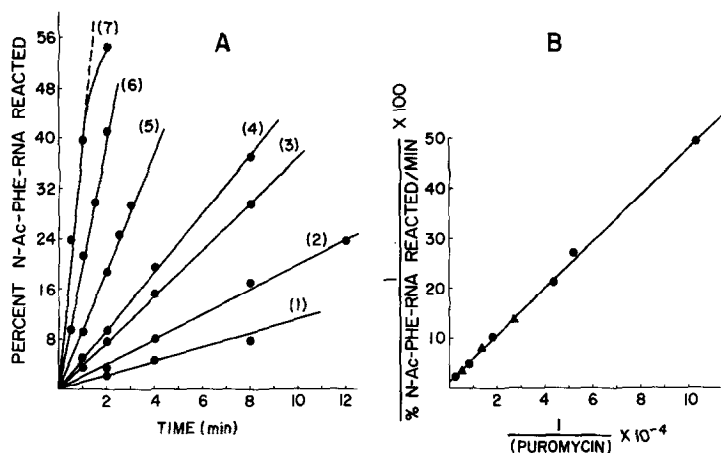 A
PERCENT N-AC-PHE-RNA REACTED
56
48
40
32
24
16
8
(7)
(6)
(5)
(4)
(3)
(2)
(1)
0 2 4 6 8 10 12
TIME (min)
B
1
% N-AC-PHE-RNA REACTED/MIN X 100
50
40
30
20
10
0 2 4 6 8 10
1
(PUROMYCIN) X 10-4